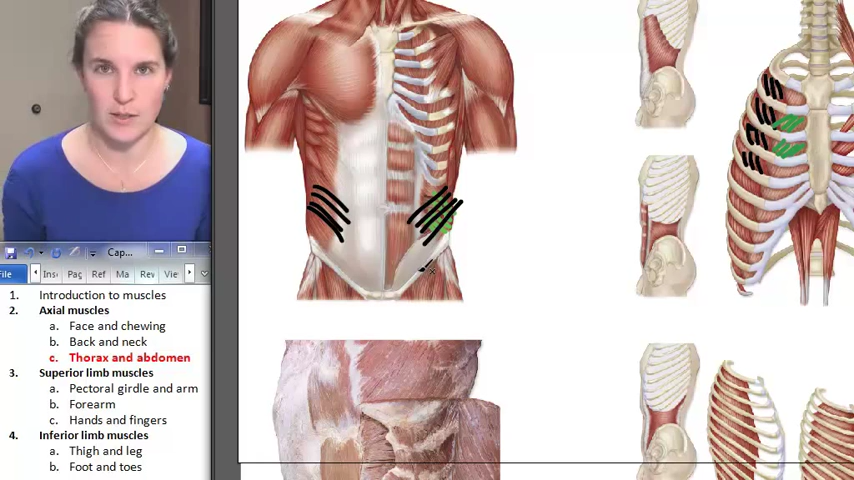 Cap...
File
Ins
Pag
Ref
Ma
Rev
Vie
1. Introduction to muscles
2. Axial muscles
a. Face and chewing
b. Back and neck
c. Thorax and abdomen
3. Superior limb muscles
a. Pectoral girdle and arm
b. Forearm
c. Hands and fingers
4. Inferior limb muscles
a. Thigh and leg
b. Foot and toes